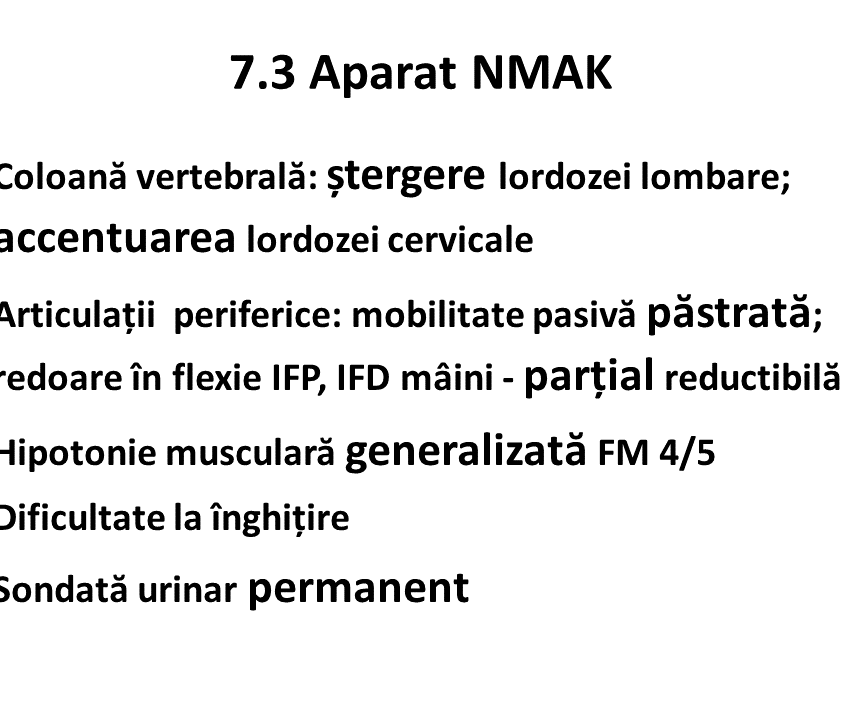 7.3 Aparat NMAK
Coloană vertebrală: ștergere lordozei lombare;
accentuarea lordozei cervicale
Articulații periferice: mobilitate pasivă păstrată;
redoare în flexie IFP, IFD mâini - parțial reductibilă
Hipotonie musculară generalizată FM 4/5
Dificultate la înghițire
Sondată urinar permanent